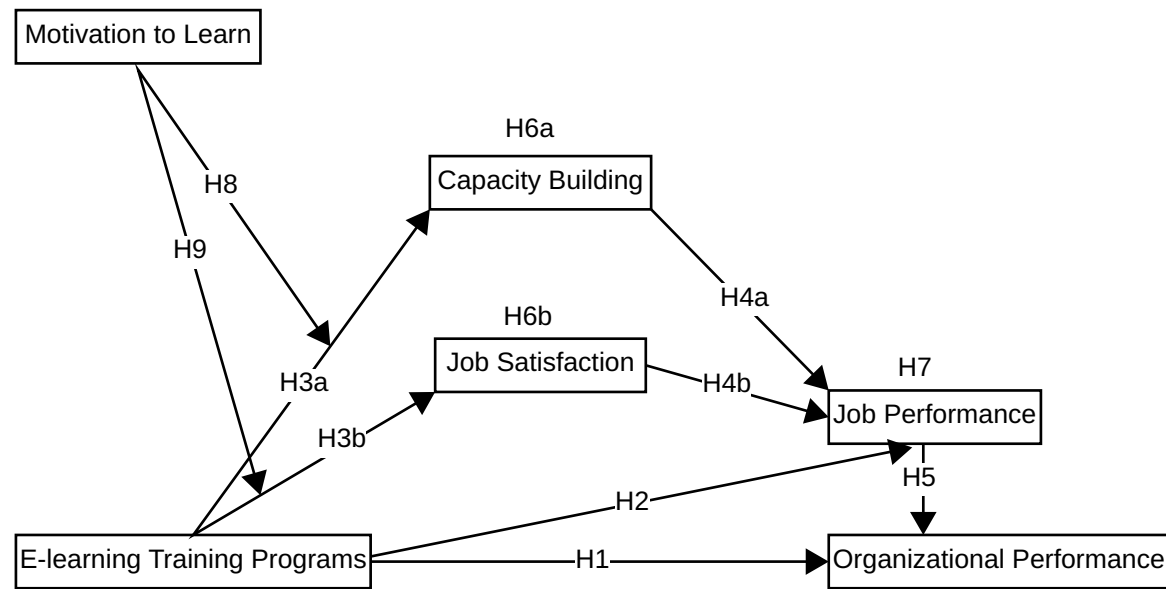 Motivation to Learn
H6a
Capacity Building
H8
H9
H4a
H6b
Job Satisfaction
H3a
H4b
H7
Job Performance
H3b
H5
H2
E-learning Training Programs
H1
Organizational Performance